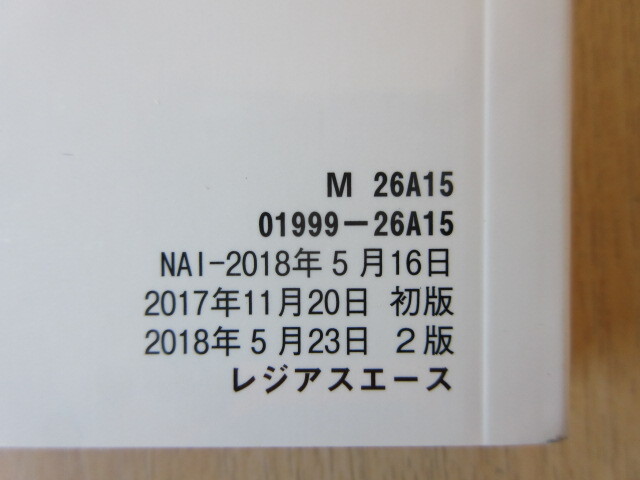 M 26A15
01999-26A15
NAI-2018年5月16日
2017年11月20日 初版
2018年5月23日 2版
レジアスエース